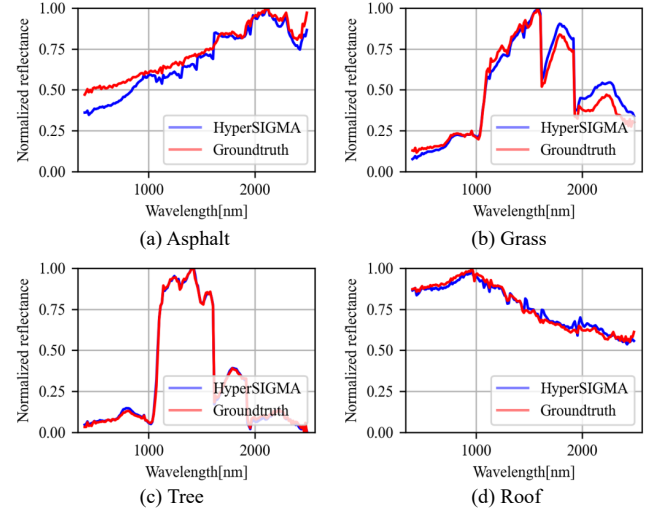 1.00
0.75
0.50
0.25
0.00
Normalized reflectance
HyperSIGMA
Groundtruth
1000
2000
Wavelength[nm]
(a) Asphalt
1.00
0.75
0.50
0.25
0.00
Normalized reflectance
HyperSIGMA
Groundtruth
1000
2000
Wavelength[nm]
(b) Grass
1.00
0.75
0.50
0.25
0.00
Normalized reflectance
HyperSIGMA
Groundtruth
1000
2000
Wavelength[nm]
(c) Tree
1.00
0.75
0.50
0.25
0.00
Normalized reflectance
HyperSIGMA
Groundtruth
1000
2000
Wavelength[nm]
(d) Roof